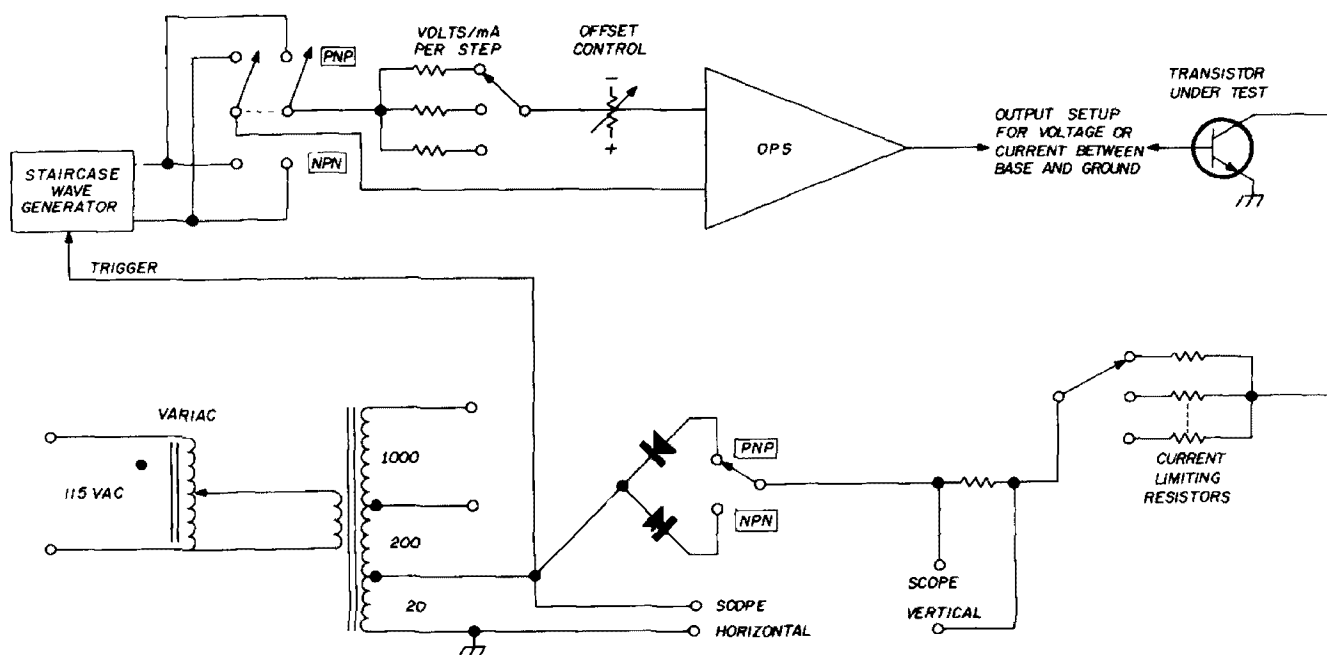 PNP
NPN
STAIRCASE
WAVE
GENERATOR
TRIGGER
VOLTS/mA
PER STEP
OFFSET
CONTROL
−
+
OPS
OUTPUT SETUP
FOR VOLTAGE OR
CURRENT BETWEEN
BASE AND GROUND
TRANSISTOR
UNDER TEST
VARIAC
115 VAC
1000
200
20
PNP
NPN
SCOPE
HORIZONTAL
SCOPE
VERTICAL
CURRENT
LIMITING
RESISTORS